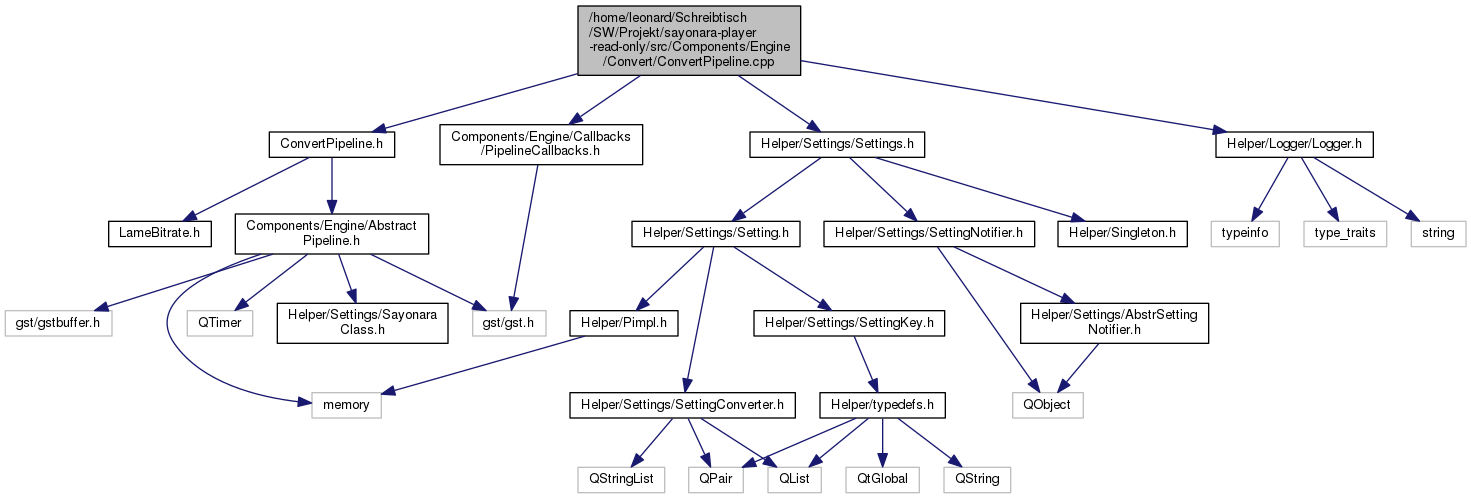 /home/leonard/Schreibtisch
/SW/Projekt/sayonara-player
-read-only/src/Components/Engine
/Convert/ConvertPipeline.cpp
ConvertPipeline.h
Components/Engine/Callbacks
/PipelineCallbacks.h
Helper/Settings/Settings.h
Helper/Logger/Logger.h
LameBitrate.h
Components/Engine/Abstract
Pipeline.h
Helper/Settings/Setting.h
Helper/Settings/SettingNotifier.h
Helper/Singleton.h
typeinfo
type_traits
string
gst/gstbuffer.h
QTimer
Helper/Settings/Sayonara
Class.h
gst/gst.h
Helper/Pimpl.h
Helper/Settings/SettingKey.h
Helper/Settings/AbstrSetting
Notifier.h
memory
Helper/Settings/SettingConverter.h
Helper/typedefs.h
QObject
QStringList
QPair
QList
QtGlobal
QString